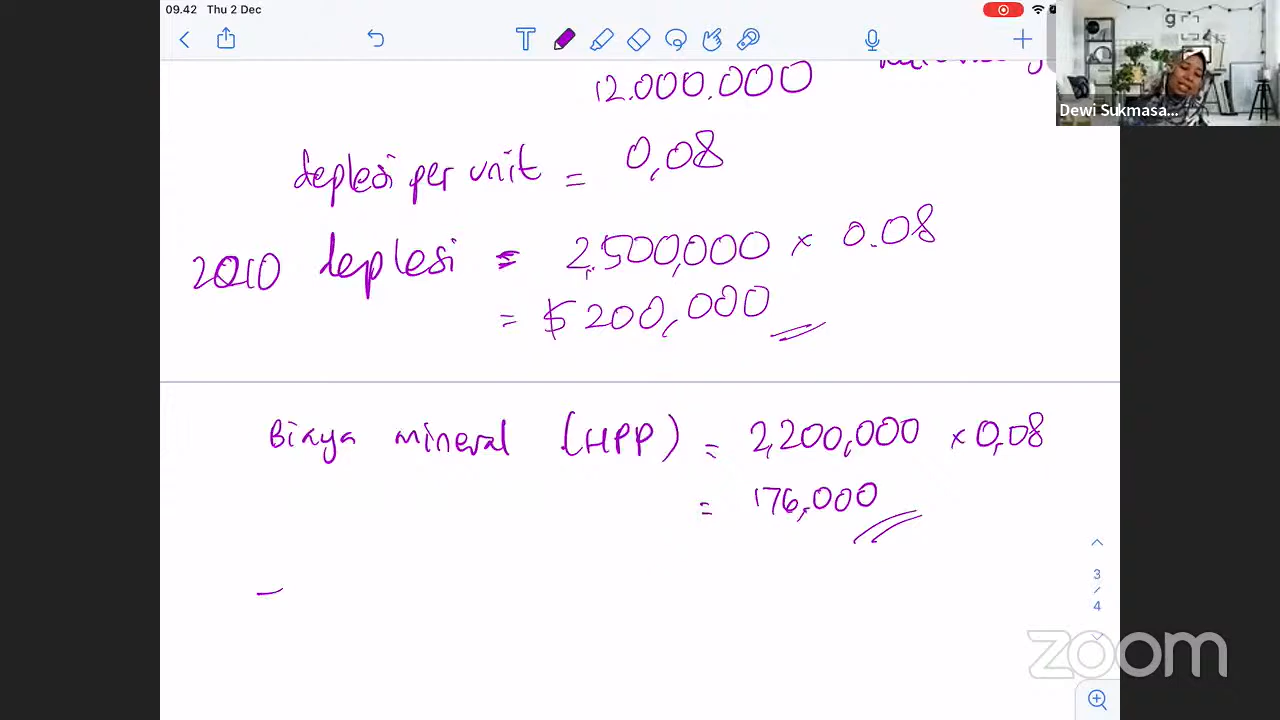 09.42 Thu 2 Dec
Dewi Sukmasa...
12.000.000
deplesi per unit = 0,08
2010 deplesi = 2,500,000 × 0.08
= $ 200,000
Biaya mineral (HPP) = 2,200,000 × 0,08
= 176,000
3
/
4
zoom